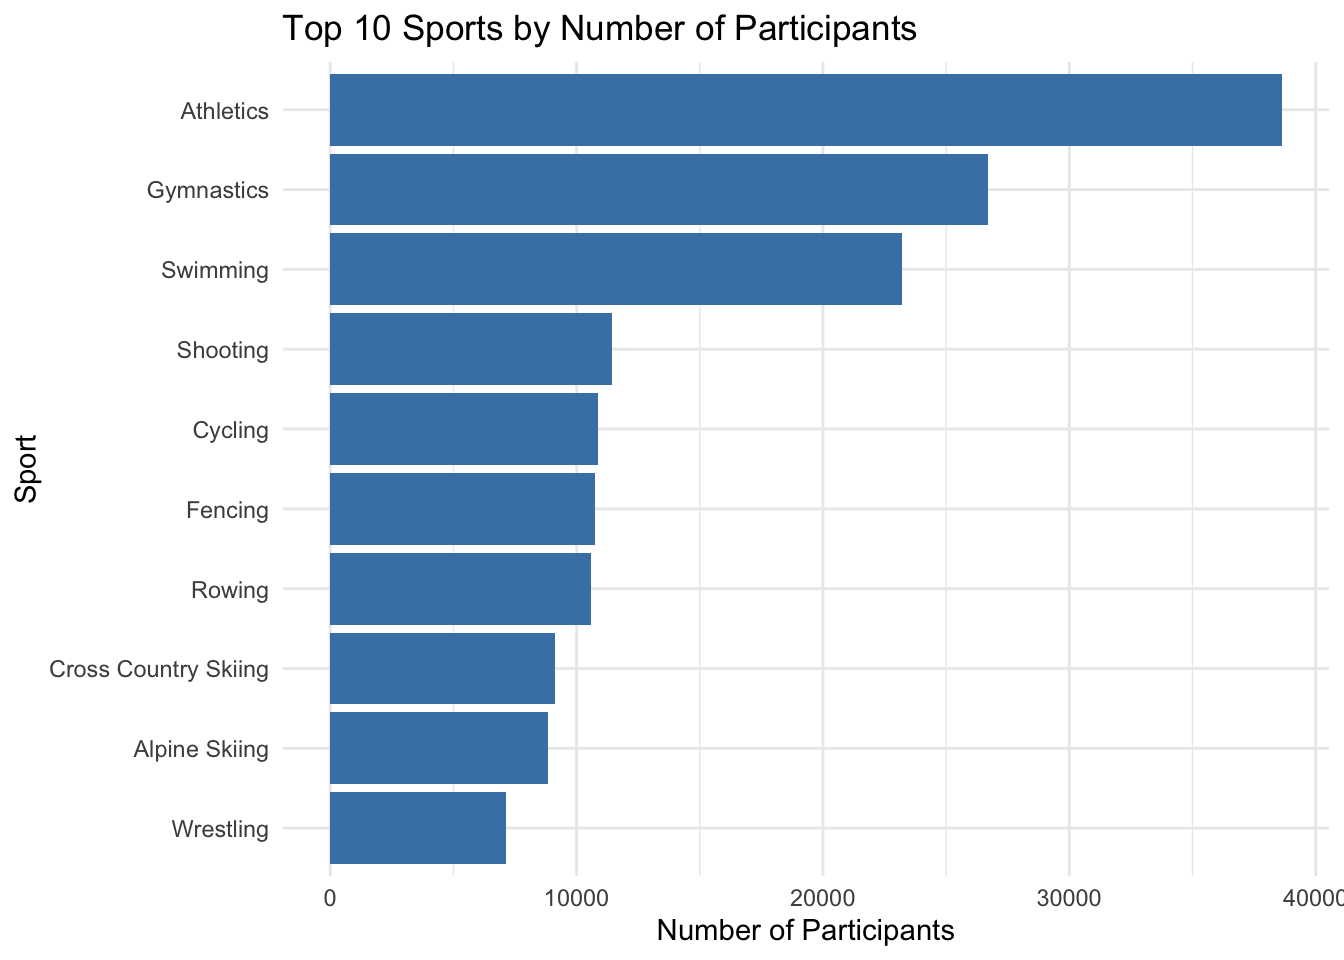 Top 10 Sports by Number of Participants
Athletics
Gymnastics
Swimming
Shooting
Cycling
Fencing
Rowing
Cross Country Skiing
Alpine Skiing
Wrestling
Sport
0 10000 20000 30000 40000
Number of Participants